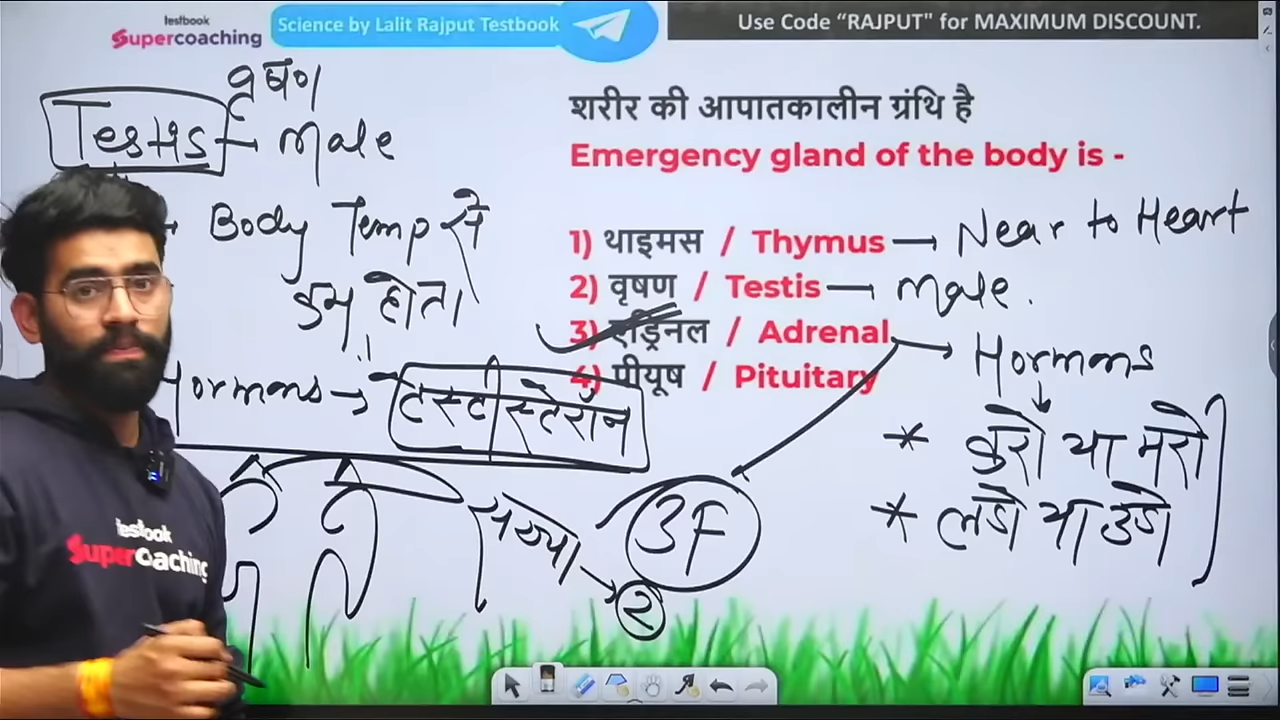 testbook
Supercoaching
Science by Lalit Rajput Testbook
Use Code “RAJPUT" for MAXIMUM DISCOUNT.
वृषण
Testis → male
→ Body Temp से
कम होता
Hormons → टेस्टोस्टेरॉन
संख्या → 2
शरीर की आपातकालीन ग्रंथि है
Emergency gland of the body is -
1) थाइमस / Thymus → Near to Heart
2) वृषण / Testis — male.
3) एड्रिनल / Adrenal → Hormons
4) पीयूष / Pituitary
* करो या मरो
* लडो या उडो
3F
testbook
Supercoaching